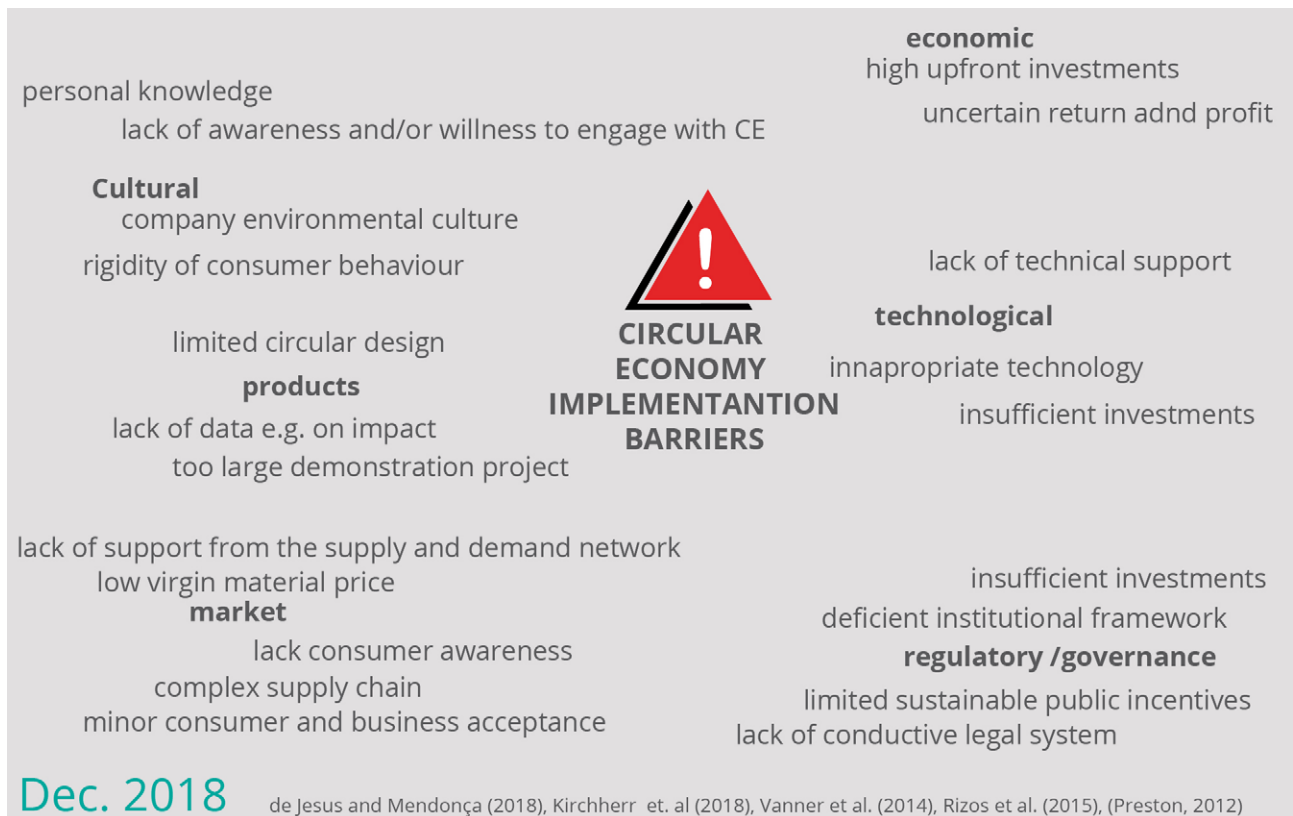 personal knowledge
lack of awareness and/or willness to engage with CE
Cultural
company environmental culture
rigidity of consumer behaviour
limited circular design
products
lack of data e.g. on impact
too large demonstration project
lack of support from the supply and demand network
low virgin material price
market
lack consumer awareness
complex supply chain
minor consumer and business acceptance
!
CIRCULAR
ECONOMY
IMPLEMENTANTION
BARRIERS
economic
high upfront investments
uncertain return adnd profit
lack of technical support
technological
innapropriate technology
insufficient investments
insufficient investments
deficient institutional framework
regulatory /governance
limited sustainable public incentives
lack of conductive legal system
Dec. 2018
de Jesus and Mendonça (2018), Kirchherr et. al (2018), Vanner et al. (2014), Rizos et al. (2015), (Preston, 2012)